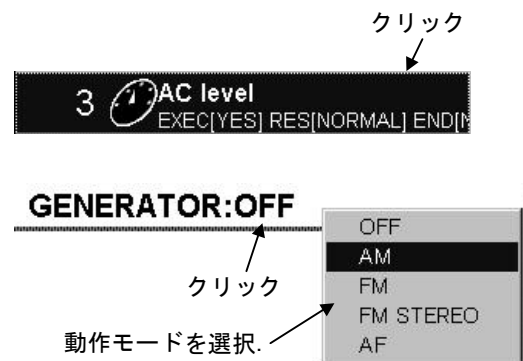 クリック
3 AC level
EXEC[YES] RES[NORMAL] END[N
GENERATOR:OFF
OFF
AM
FM
FM STEREO
AF
クリック
動作モードを選択.